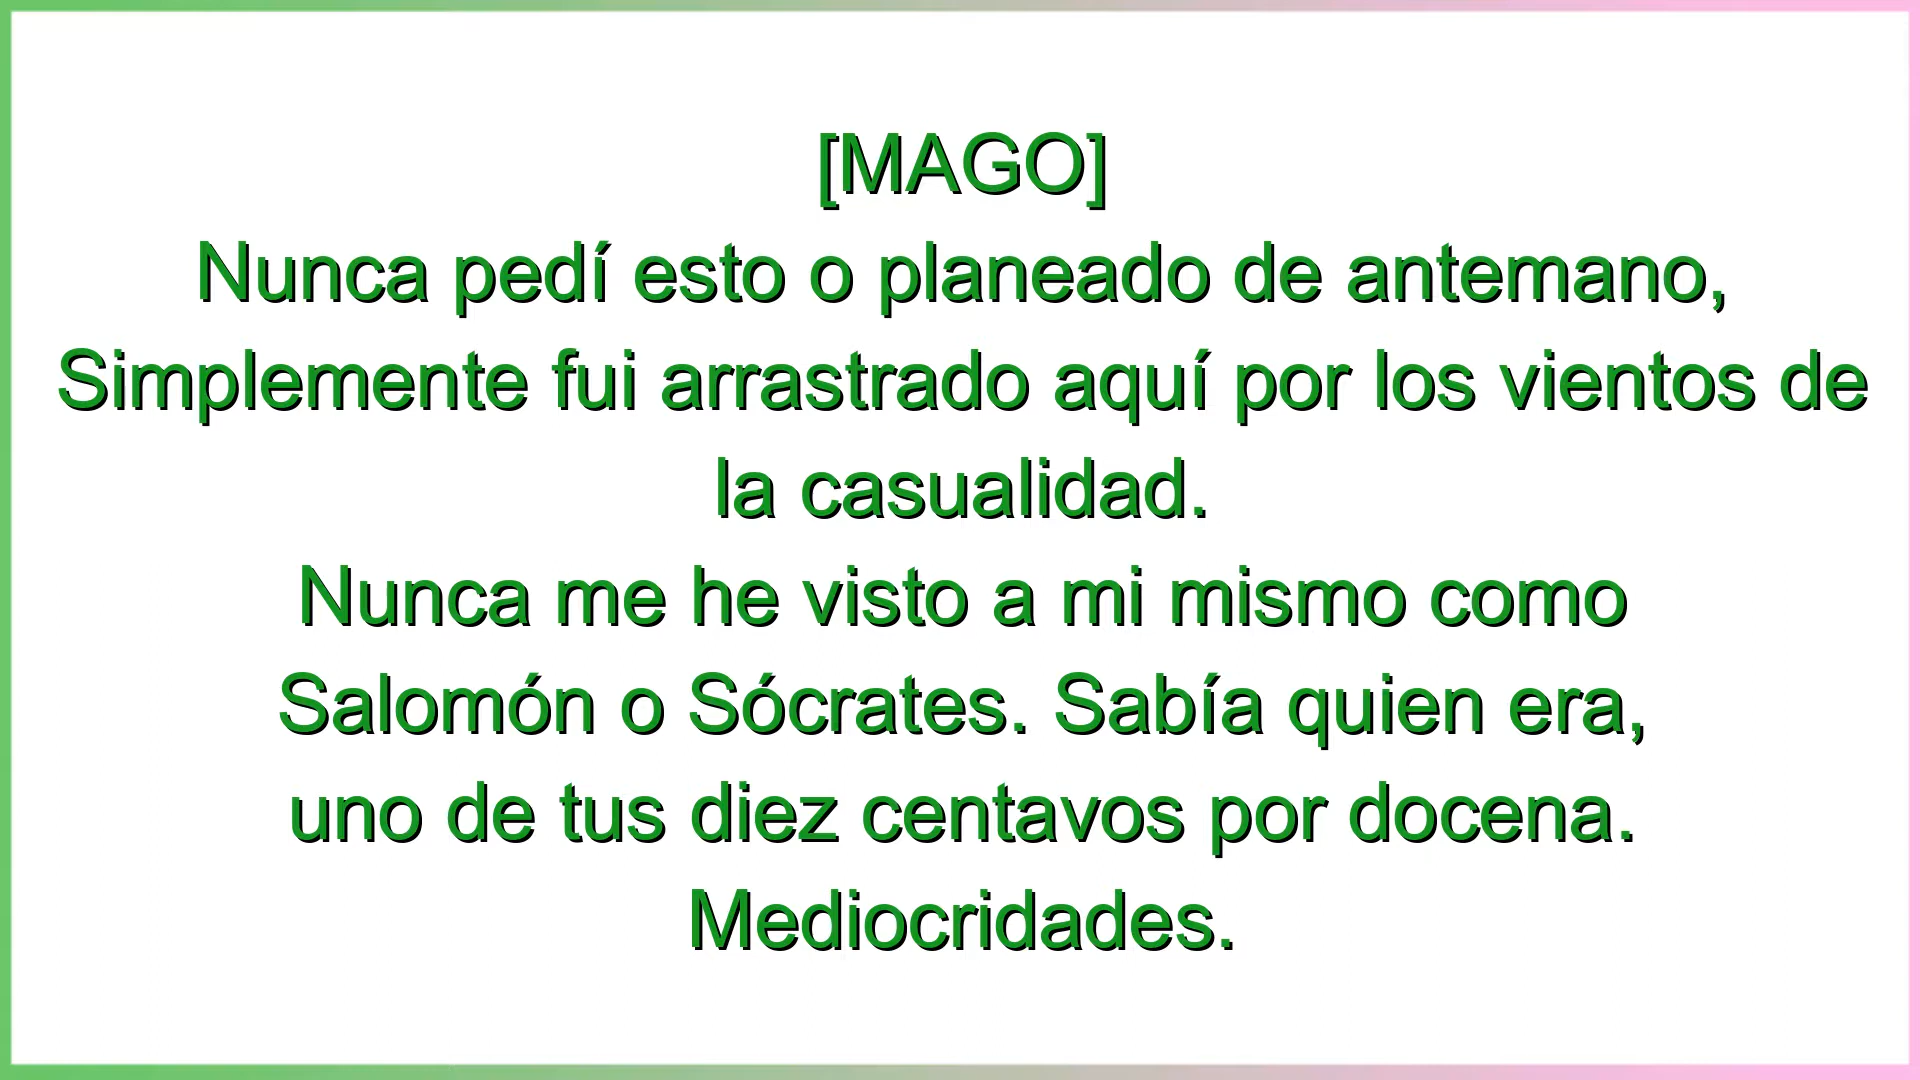 [MAGO]
Nunca pedí esto o planeado de antemano,
Simplemente fui arrastrado aquí por los vientos de
la casualidad.
Nunca me he visto a mi mismo como
Salomón o Sócrates. Sabía quien era,
uno de tus diez centavos por docena.
Mediocridades.